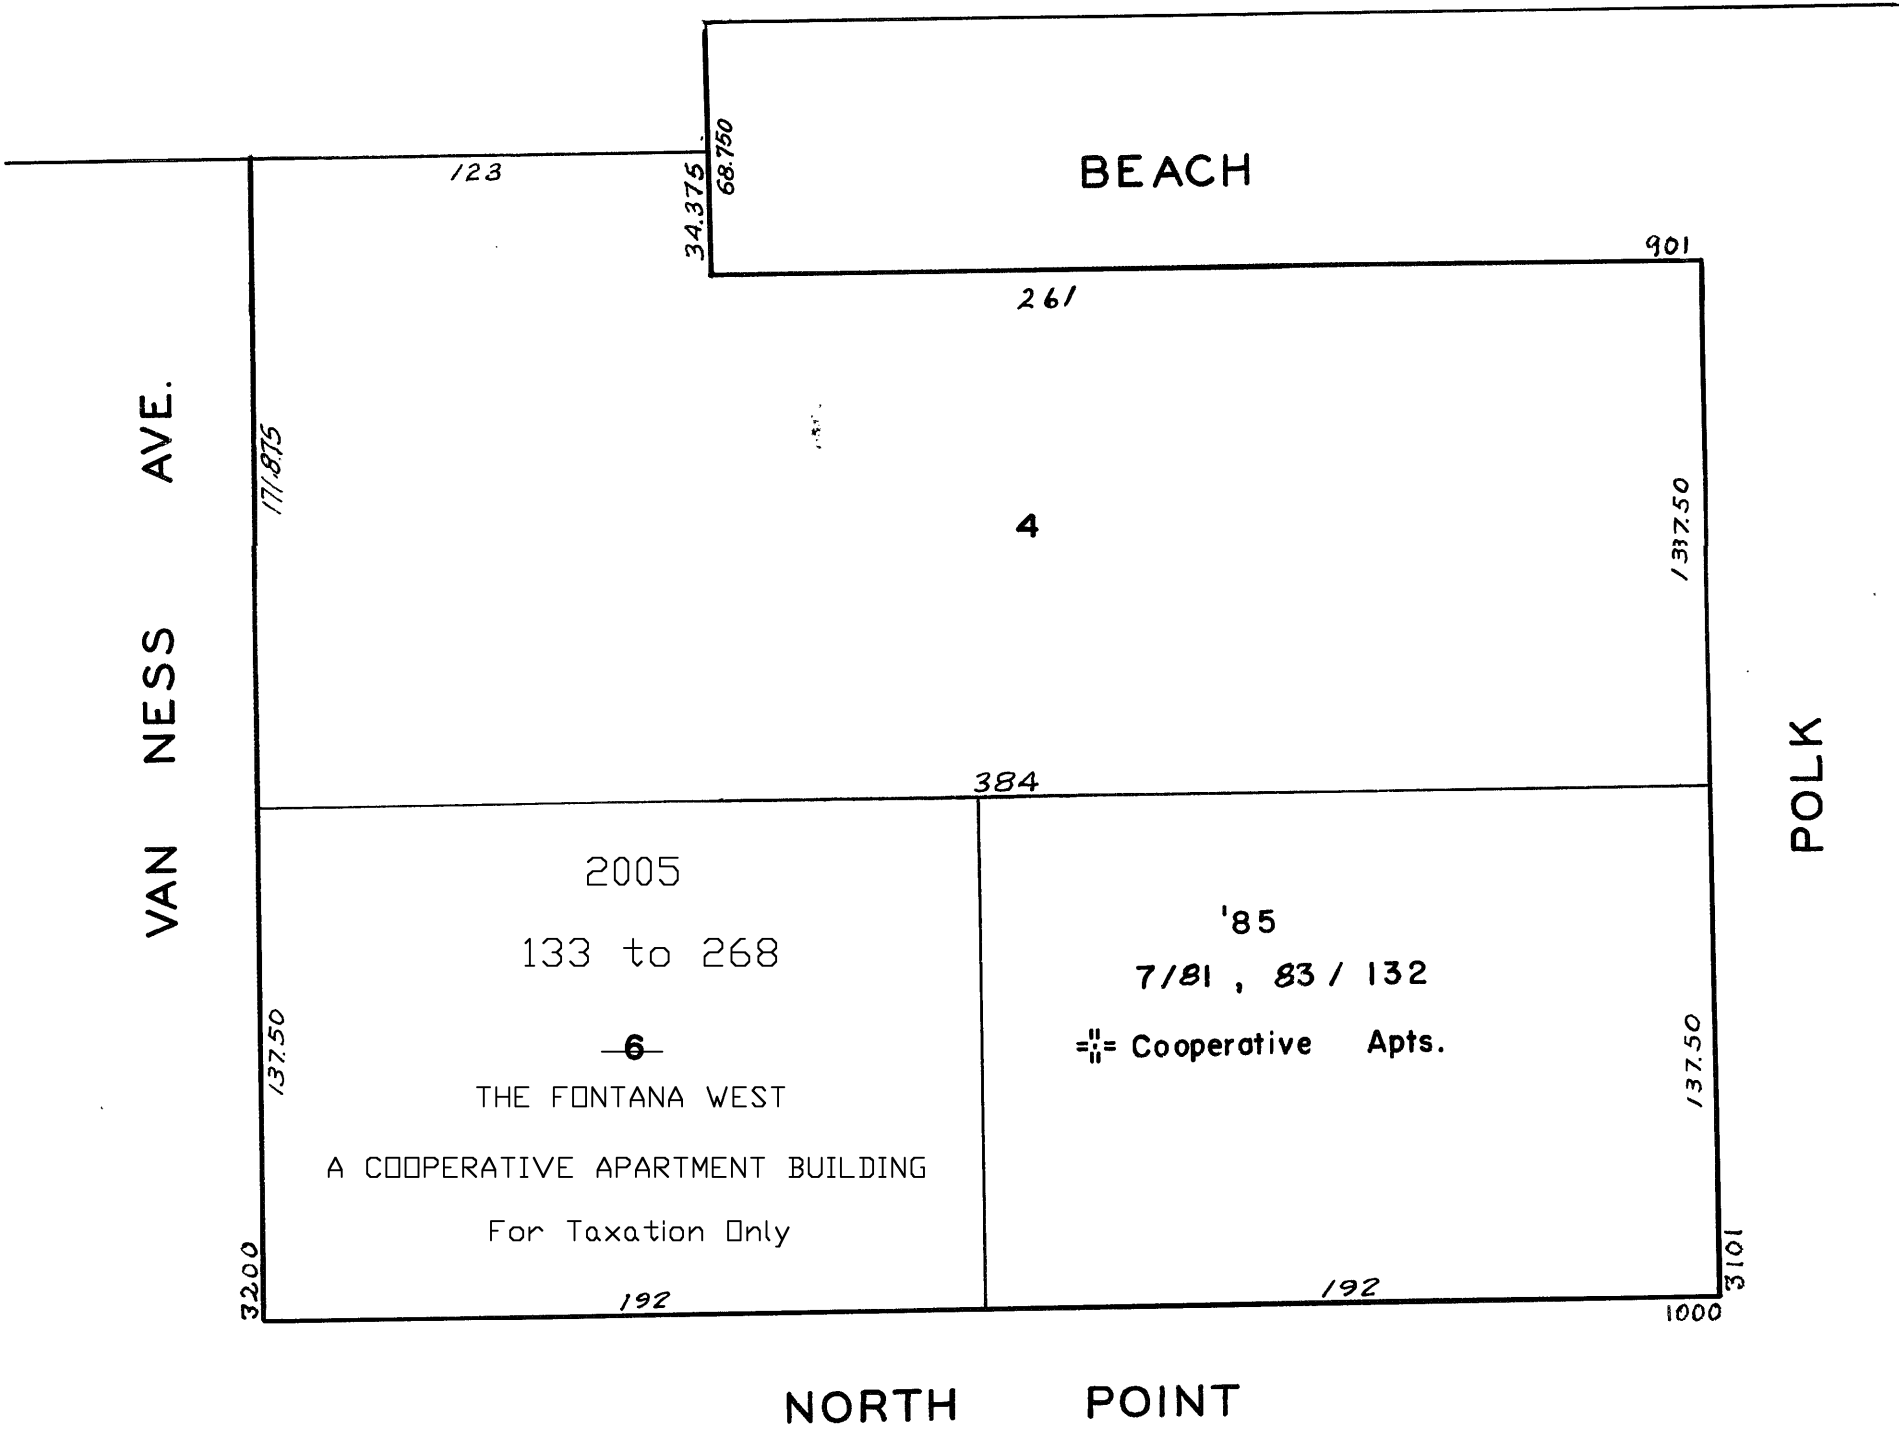 BEACH
68.750
34.375
123
901
261
VAN NESS AVE.
171.875
4
137.50
POLK
384
2005
133 to 268
6
THE FONTANA WEST
A COOPERATIVE APARTMENT BUILDING
For Taxation Only
137.50
'85
7/81 , 83 / 132
Cooperative Apts.
137.50
3200
192
192
3101
1000
NORTH POINT